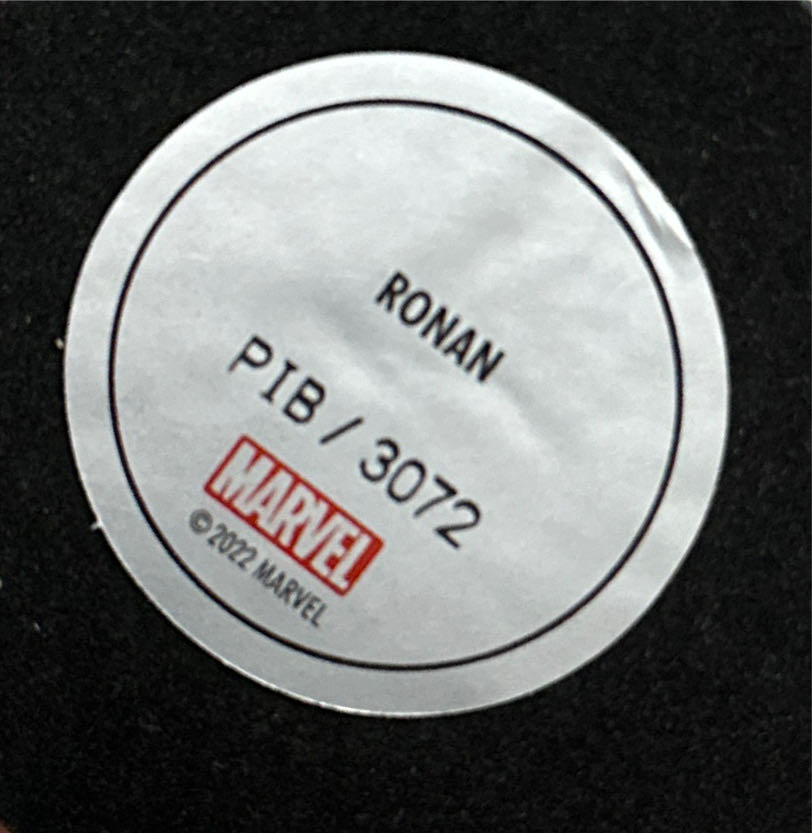 RONAN
PIB / 3072
MARVEL
© 2022 MARVEL